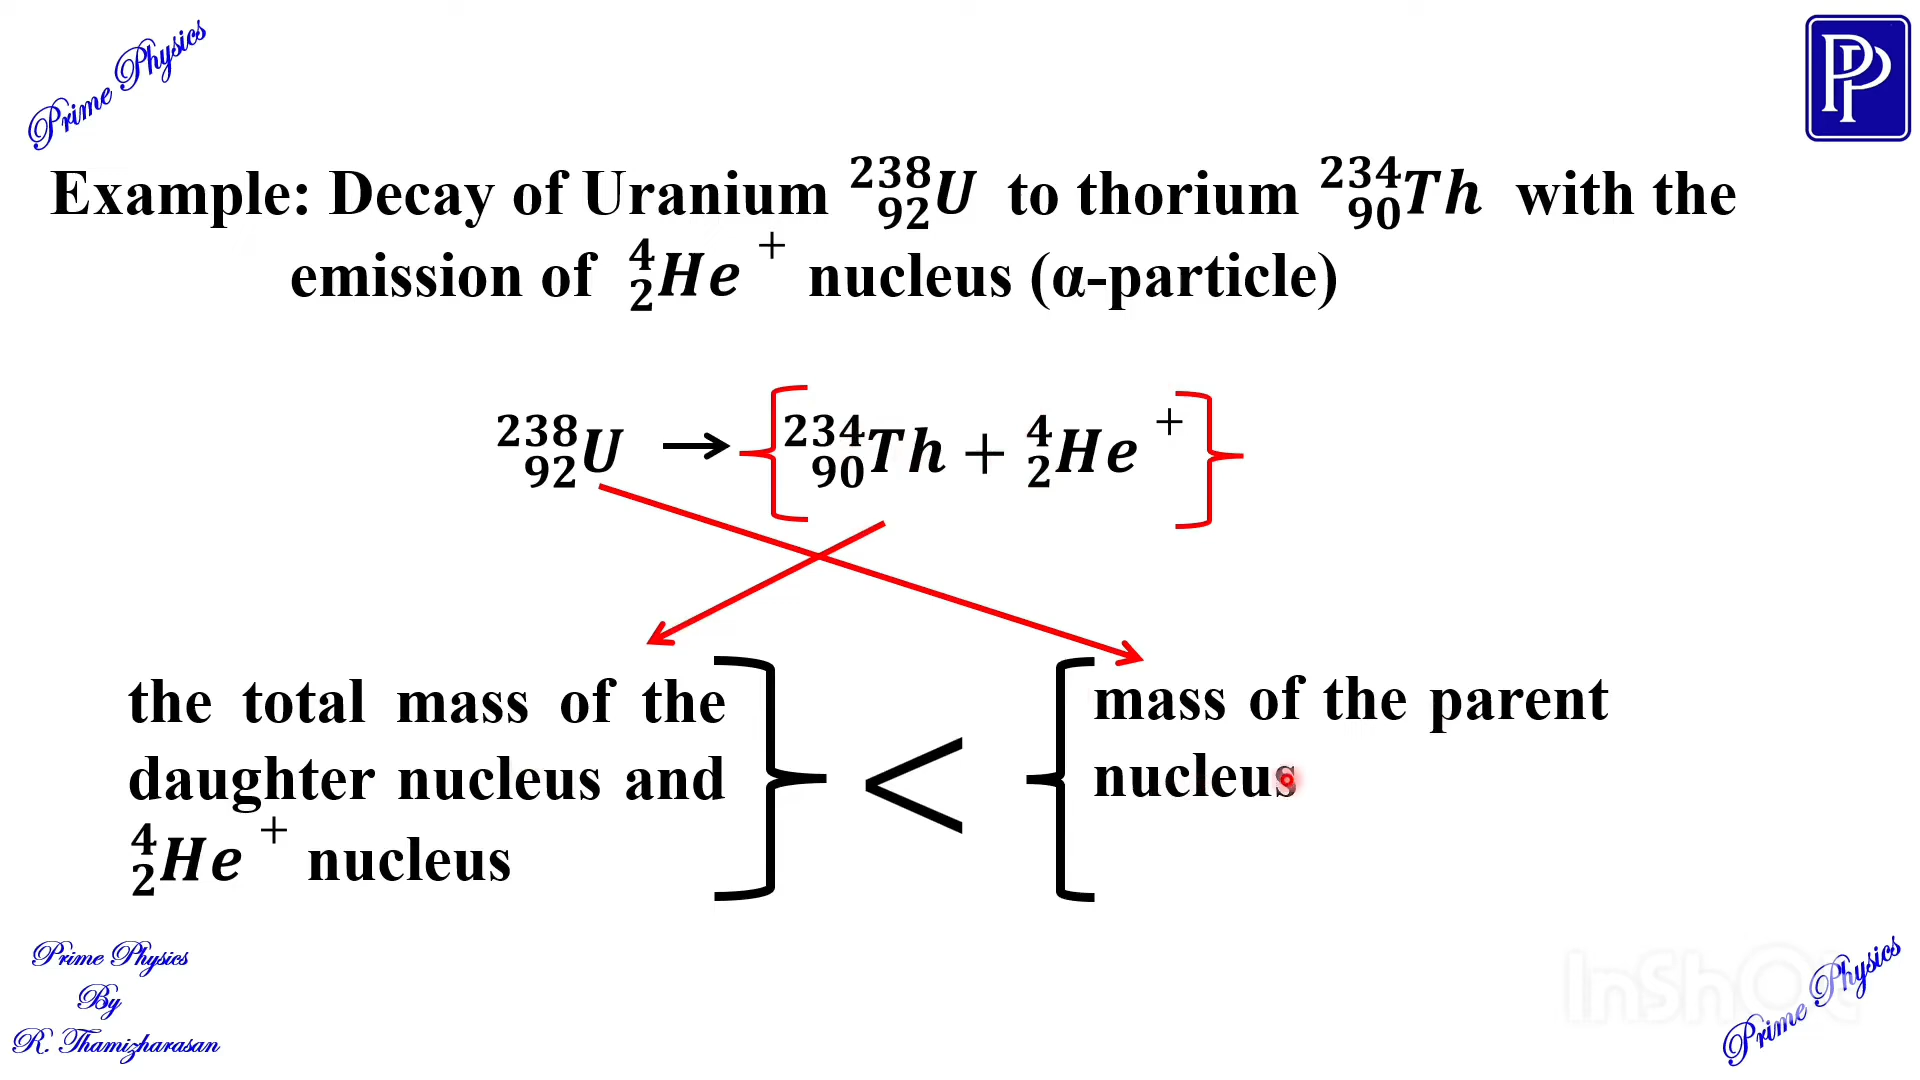 Prime Physics
PP
Example: Decay of Uranium ²³⁸₉₂U to thorium ²³⁴₉₀Th with the
emission of ⁴₂He⁺ nucleus (α-particle)
²³⁸₉₂U → { ²³⁴₉₀Th + ⁴₂He⁺ }
the total mass of the
daughter nucleus and
⁴₂He⁺ nucleus
} < {
mass of the parent
nucleus
Prime Physics
By
R. Thamizharasan
InShOt
Prime Physics